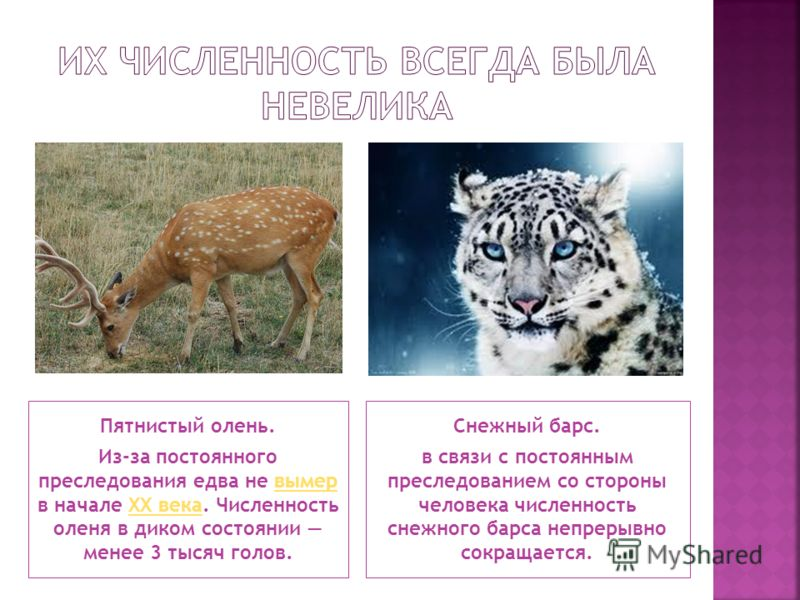 ИХ ЧИСЛЕННОСТЬ ВСЕГДА БЫЛА
НЕВЕЛИКА
Пятнистый олень.
Из-за постоянного
преследования едва не вымер
в начале XX века. Численность
оленя в диком состоянии —
менее 3 тысяч голов.
Снежный барс.
в связи с постоянным
преследованием со стороны
человека численность
снежного барса непрерывно
сокращается.
MyShared